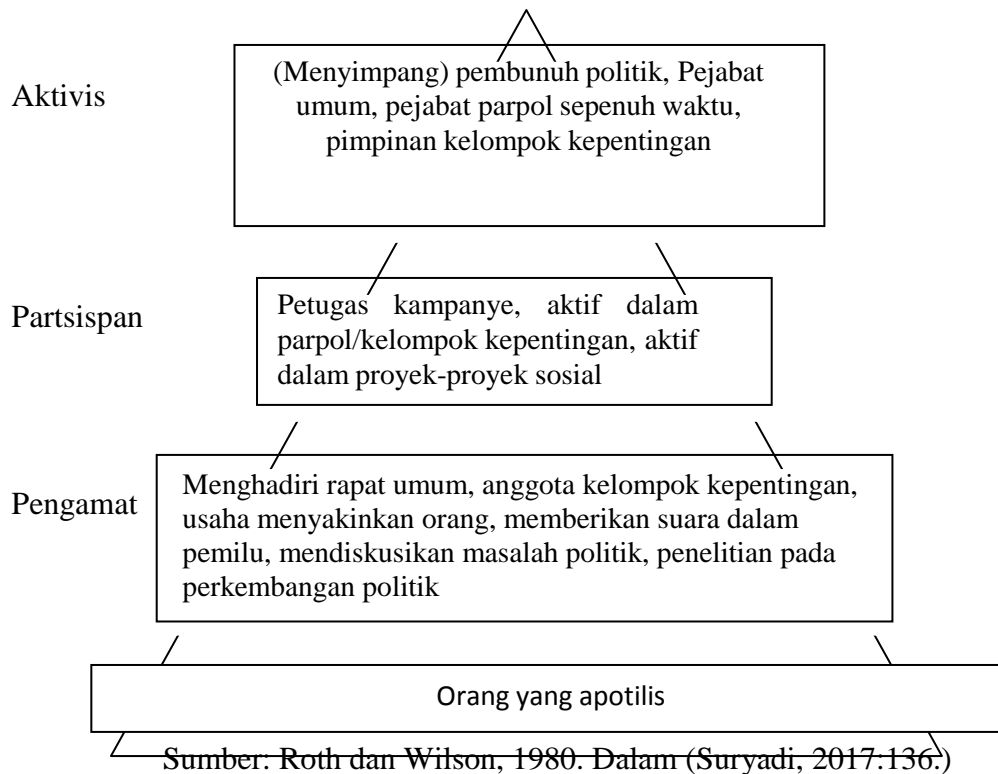 Aktivis
(Menyimpang) pembunuh politik, Pejabat
umum, pejabat parpol sepenuh waktu,
pimpinan kelompok kepentingan
Partsispan
Petugas kampanye, aktif dalam
parpol/kelompok kepentingan, aktif
dalam proyek-proyek sosial
Pengamat
Menghadiri rapat umum, anggota kelompok kepentingan,
usaha menyakinkan orang, memberikan suara dalam
pemilu, mendiskusikan masalah politik, penelitian pada
perkembangan politik
Orang yang apotilis
Sumber: Roth dan Wilson, 1980. Dalam (Suryadi, 2017:136.)